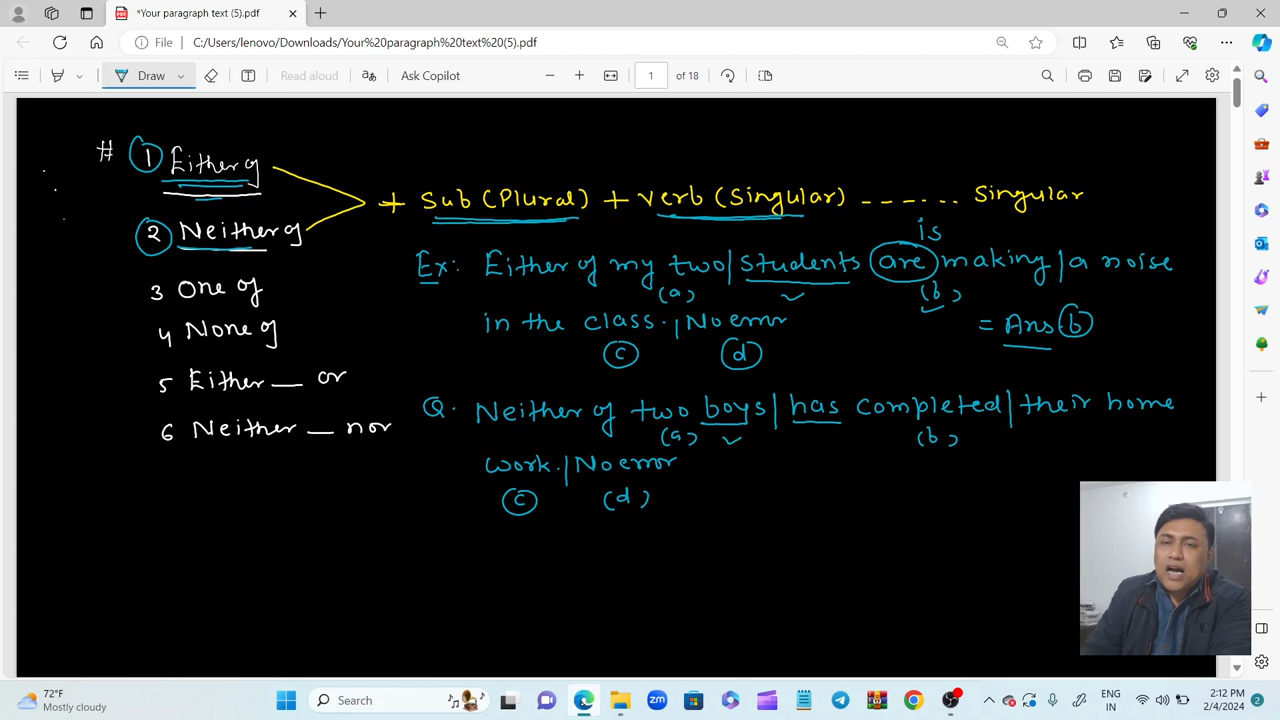 *Your paragraph text (5).pdf
File C:/Users/lenovo/Downloads/Your%20paragraph%20text%20(5).pdf
Draw Read aloud Ask Copilot 1 of 18
# 1 Either of
+ Sub (Plural) + Verb (Singular) ------ Singular
2 Neither of
is
Ex: Either of my two/students are making/a noise
(a) (b)
3 One of
in the class./No error = Ans.b
4 None of
c d
5 Either __ or
Q. Neither of two boys/has completed/their home
6 Neither __ nor
(a) (b)
work./No error
c (d)
72°F
Mostly cloudy
Search
zm
ENG
IN
2:12 PM
2/4/2024
2